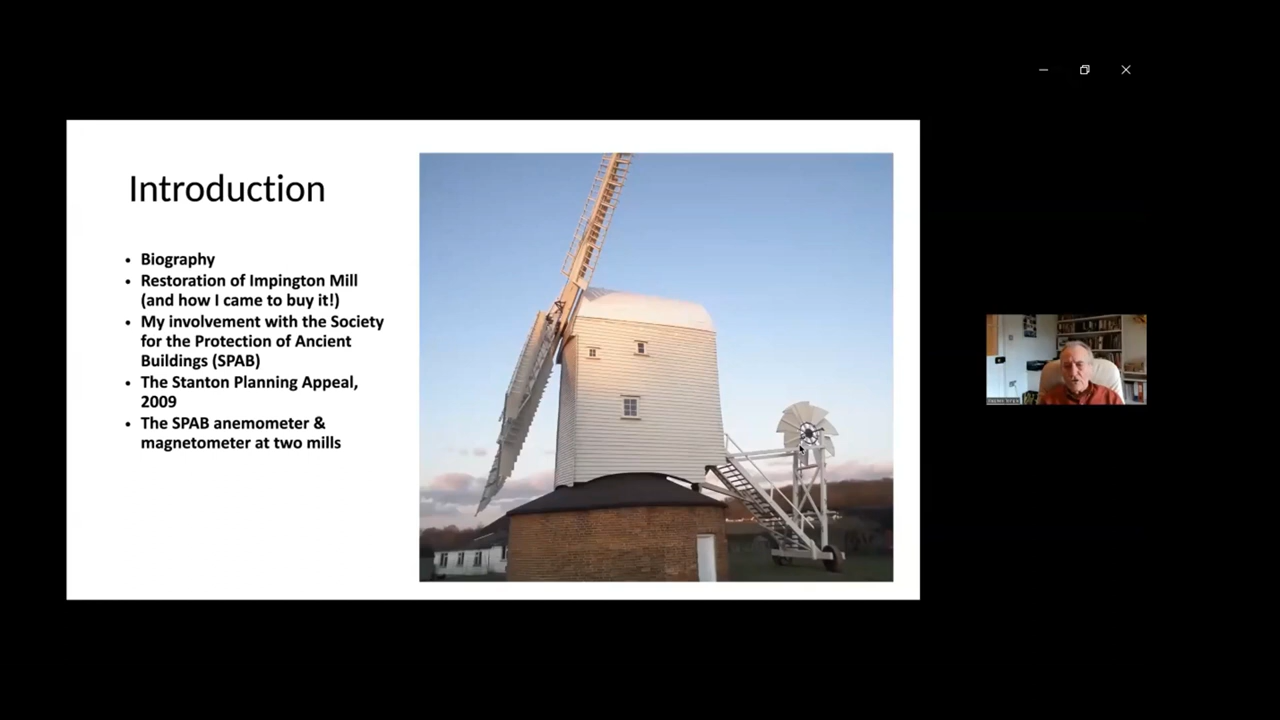 Introduction
• Biography
• Restoration of Impington Mill
(and how I came to buy it!)
• My involvement with the Society
for the Protection of Ancient
Buildings (SPAB)
• The Stanton Planning Appeal,
2009
• The SPAB anemometer &
magnetometer at two mills